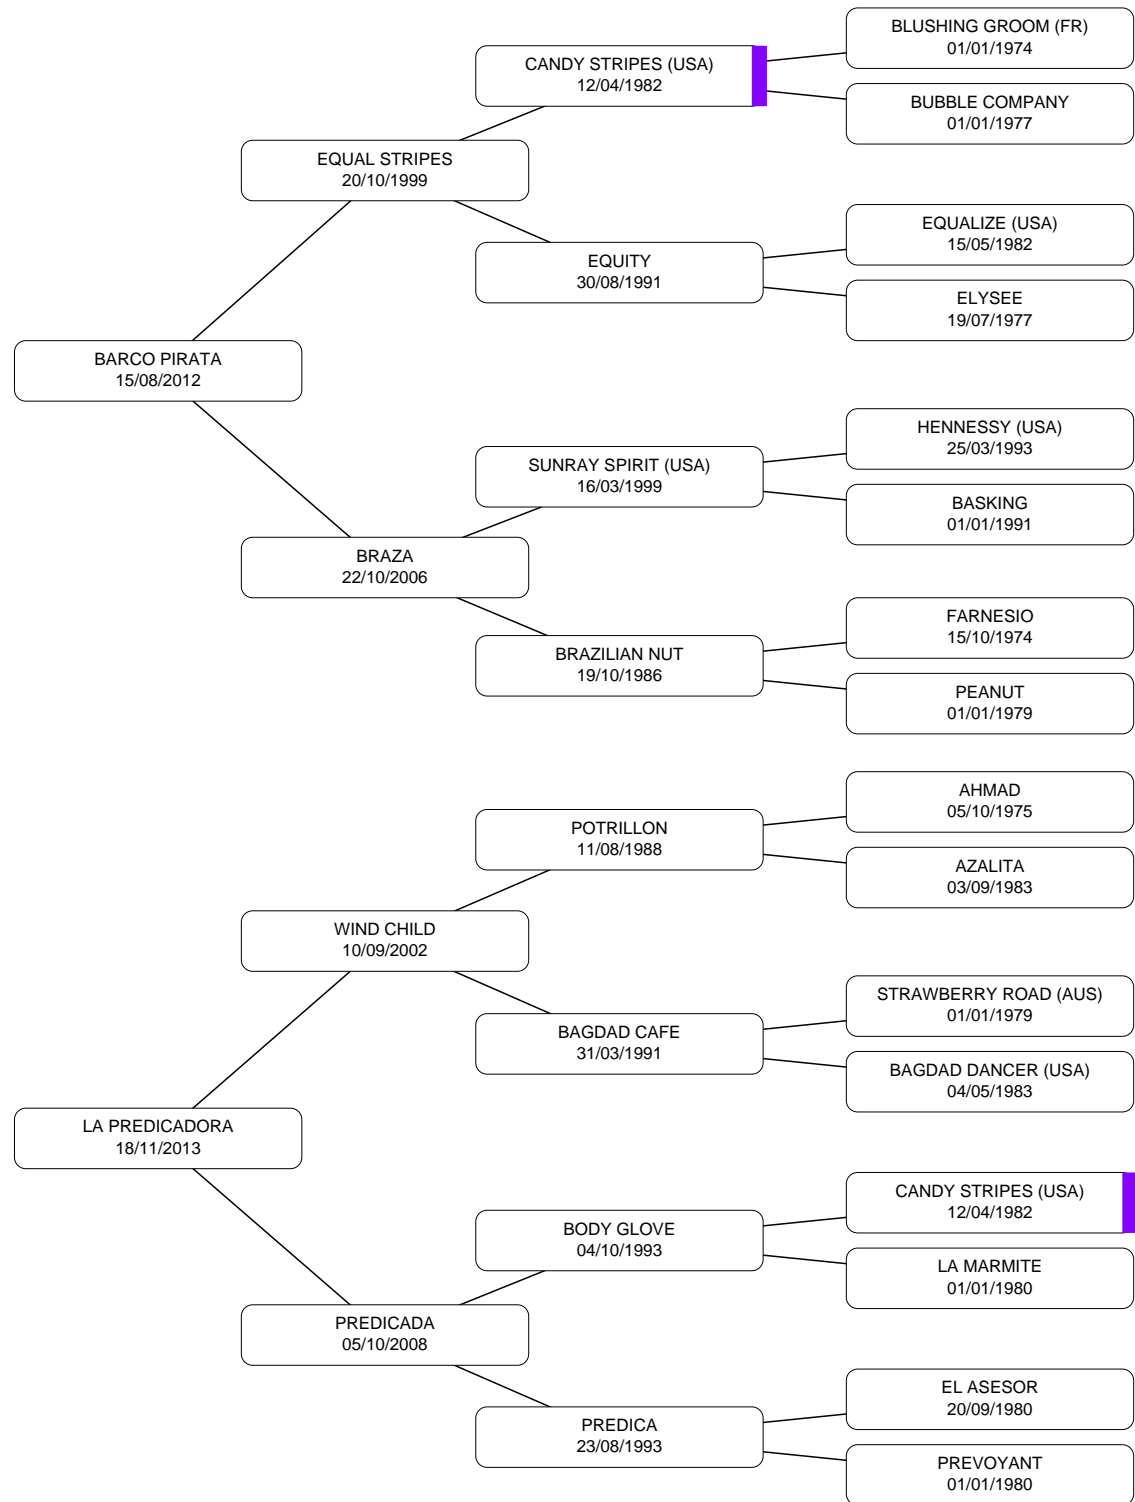 BLUSHING GROOM (FR)
01/01/1974
CANDY STRIPES (USA)
12/04/1982
BUBBLE COMPANY
01/01/1977
EQUAL STRIPES
20/10/1999
EQUALIZE (USA)
15/05/1982
EQUITY
30/08/1991
ELYSEE
19/07/1977
BARCO PIRATA
15/08/2012
HENNESSY (USA)
25/03/1993
SUNRAY SPIRIT (USA)
16/03/1999
BASKING
01/01/1991
BRAZA
22/10/2006
FARNESIO
15/10/1974
BRAZILIAN NUT
19/10/1986
PEANUT
01/01/1979
AHMAD
05/10/1975
POTRILLON
11/08/1988
AZALITA
03/09/1983
WIND CHILD
10/09/2002
STRAWBERRY ROAD (AUS)
01/01/1979
BAGDAD CAFE
31/03/1991
BAGDAD DANCER (USA)
04/05/1983
LA PREDICADORA
18/11/2013
CANDY STRIPES (USA)
12/04/1982
BODY GLOVE
04/10/1993
LA MARMITE
01/01/1980
PREDICADA
05/10/2008
EL ASESOR
20/09/1980
PREDICA
23/08/1993
PREVOYANT
01/01/1980